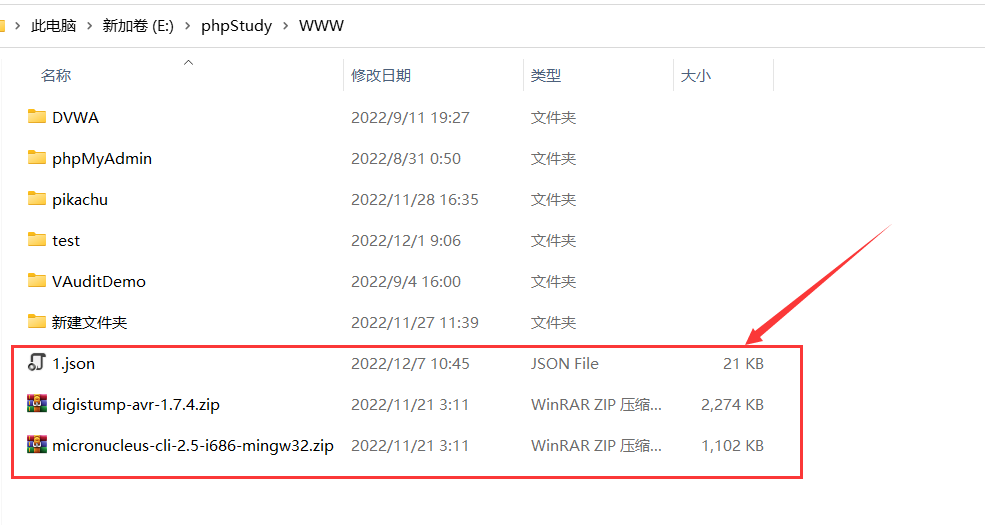 此电脑 › 新加卷 (E:) › phpStudy › WWW
名称 修改日期 类型 大小
DVWA 2022/9/11 19:27 文件夹
phpMyAdmin 2022/8/31 0:50 文件夹
pikachu 2022/11/28 16:35 文件夹
test 2022/12/1 9:06 文件夹
VAuditDemo 2022/9/4 16:00 文件夹
新建文件夹 2022/11/27 11:39 文件夹
1.json 2022/12/7 10:45 JSON File 21 KB
digistump-avr-1.7.4.zip 2022/11/21 3:11 WinRAR ZIP 压缩... 2,274 KB
micronucleus-cli-2.5-i686-mingw32.zip 2022/11/21 3:11 WinRAR ZIP 压缩... 1,102 KB